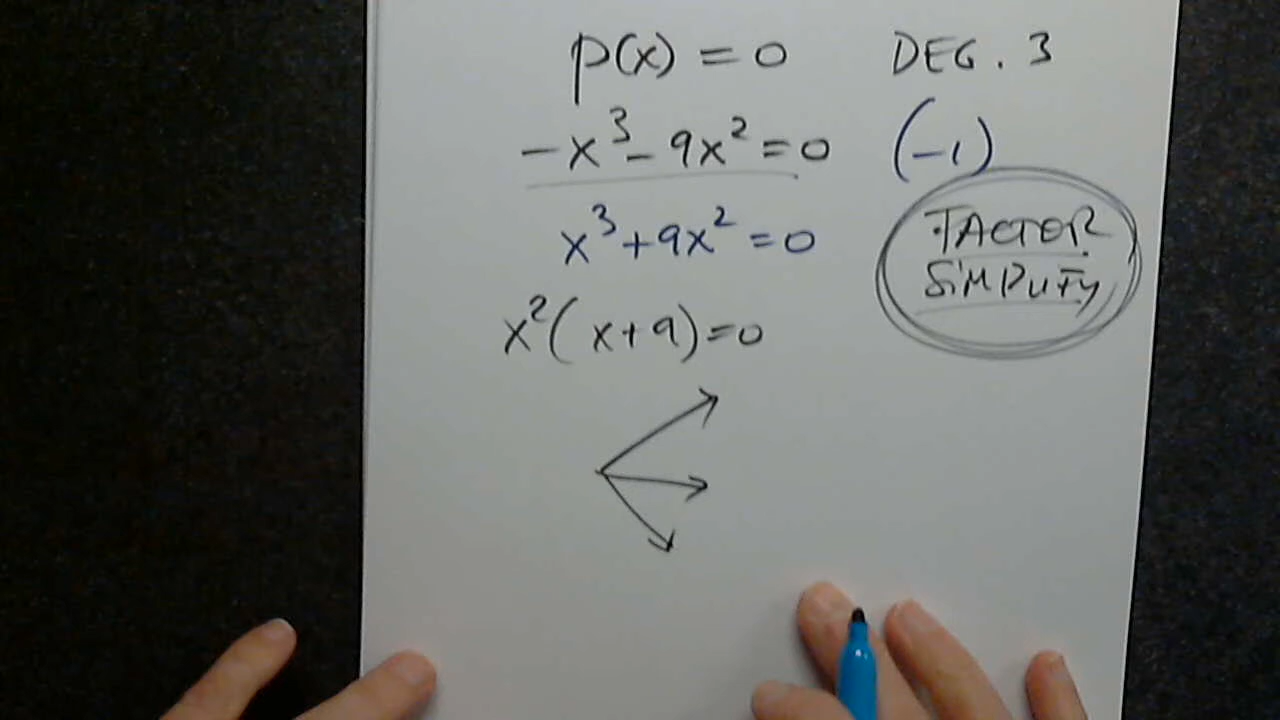 p(x) = 0 DEG. 3
-x³ - 9x² = 0 (-1)
x³ + 9x² = 0
FACTOR
SIMPLIFY
x²(x + 9) = 0